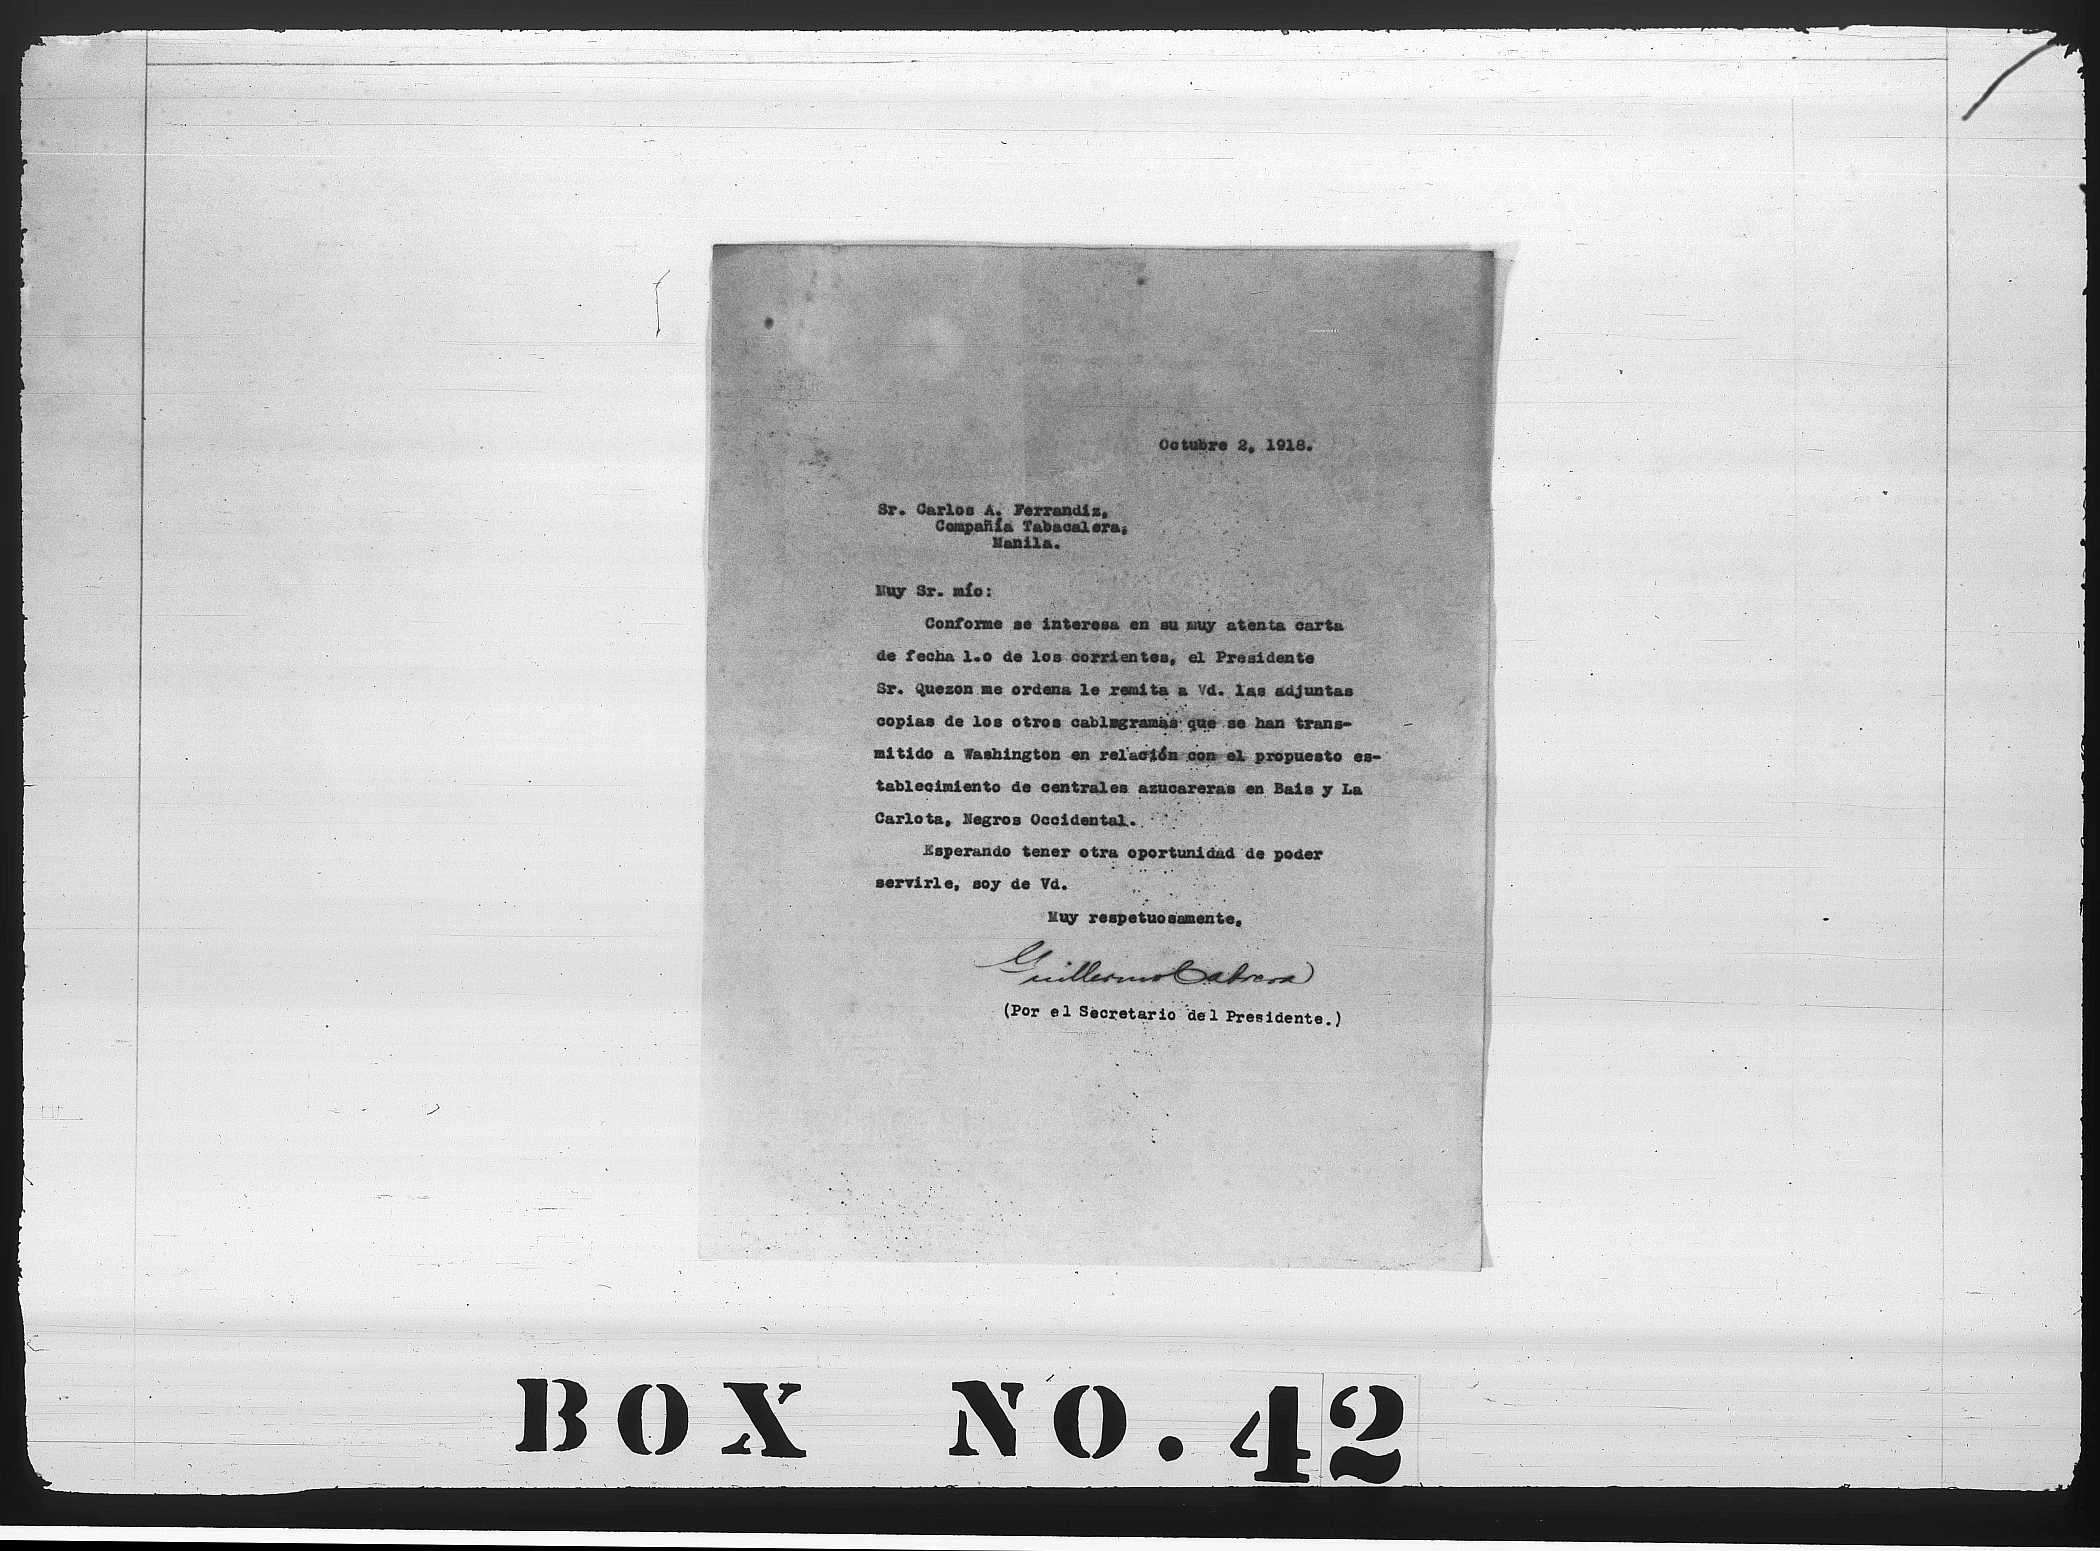 Octubre 2, 1918.
Sr. Carlos A. Ferrandiz,
Compañía Tabacalera,
Manila.
Muy Sr. mío:
Conforme se interesa en su muy atenta carta
de fecha 1.o de los corrientes, el Presidente
Sr. Quezon me ordena le remita a Vd. las adjuntas
copias de los otros cablegramas que se han trans-
mitido a Washington en relación con el propuesto es-
tablecimiento de centrales azucareras en Bais y La
Carlota, Negros Occidental.
Esperando tener otra oportunidad de poder
servirle, soy de Vd.
Muy respetuosamente,
Guillermo Cabrera
(Por el Secretario del Presidente.)
BOX NO. 42